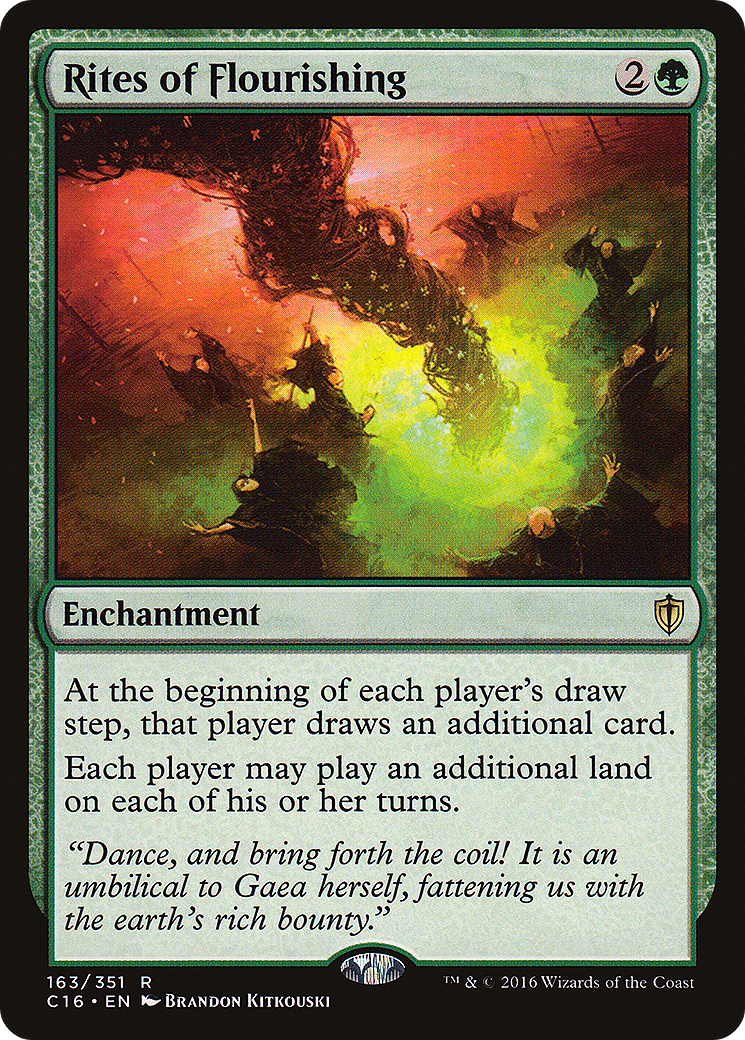 Rites of Flourishing 2
Enchantment
At the beginning of each player's draw
step, that player draws an additional card.
Each player may play an additional land
on each of his or her turns.
“Dance, and bring forth the coil! It is an
umbilical to Gaea herself, fattening us with
the earth's rich bounty.”
163/351 R
C16 • EN Brandon Kitkouski
™ & © 2016 Wizards of the Coast